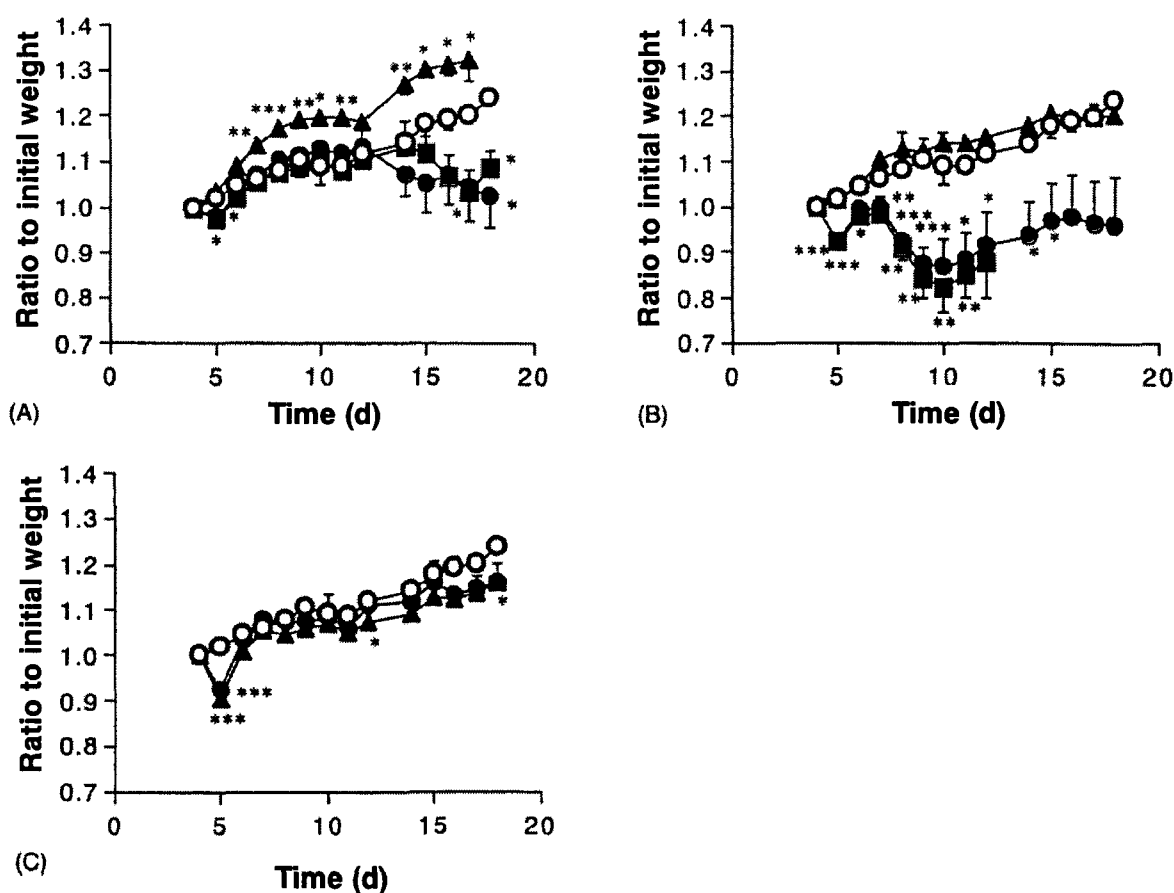 Ratio to initial weight
1.4
1.3
1.2
1.1
1.0
0.9
0.8
0.7
** *** ** * ** ** * * *
* * * * *
0 5 10 15 20
Time (d)
(A)
Ratio to initial weight
1.4
1.3
1.2
1.1
1.0
0.9
0.8
0.7
*** *** * ** *** *** * *
** ** ** ** * *
0 5 10 15 20
Time (d)
(B)
Ratio to initial weight
1.4
1.3
1.2
1.1
1.0
0.9
0.8
0.7
*** *** * *
0 5 10 15 20
Time (d)
(C)